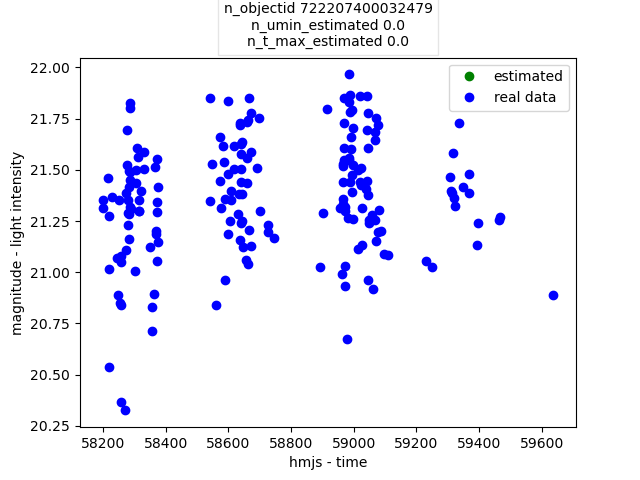 n_objectid 722207400032479
n_umin_estimated 0.0
n_t_max_estimated 0.0
estimated
real data
magnitude - light intensity
22.00
21.75
21.50
21.25
21.00
20.75
20.50
20.25
58200 58400 58600 58800 59000 59200 59400 59600
hmjs - time